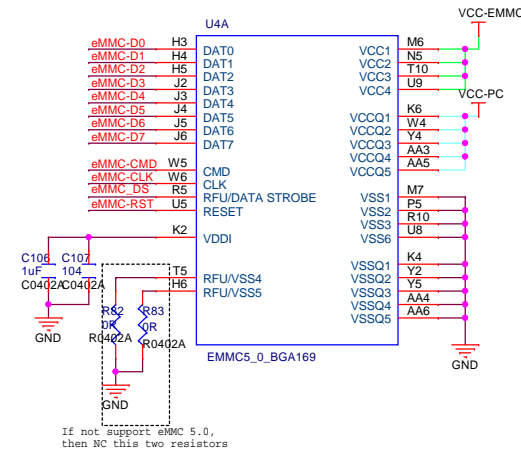 U4A
VCC-EMMC
eMMC-D0 H3 DAT0 VCC1 M6
eMMC-D1 H4 DAT1 VCC2 N5
eMMC-D2 H5 DAT2 VCC3 T10
eMMC-D3 J2 DAT3 VCC4 U9
VCC-PC
eMMC-D4 J3 DAT4
eMMC-D5 J4 DAT5 VCCQ1 K6
eMMC-D6 J5 DAT6 VCCQ2 W4
eMMC-D7 J6 DAT7 VCCQ3 Y4
VCCQ4 AA3
eMMC-CMD W5 CMD VCCQ5 AA5
eMMC-CLK W6 CLK
eMMC_DS R5 RFU/DATA STROBE VSS1 M7
eMMC-RST U5 RESET VSS2 P5
VSS3 R10
K2 VDDI VSS6 U8
C106 C107
1uF 104
C0402A C0402A
T5 RFU/VSS4 VSSQ1 K4
H6 RFU/VSS5 VSSQ2 Y2
VSSQ3 Y5
VSSQ4 AA4
VSSQ5 AA6
R82 R83
0R 0R
R0402A R0402A
GND
EMMC5_0_BGA169
GND
GND
If not support eMMC 5.0,
then NC this two resistors